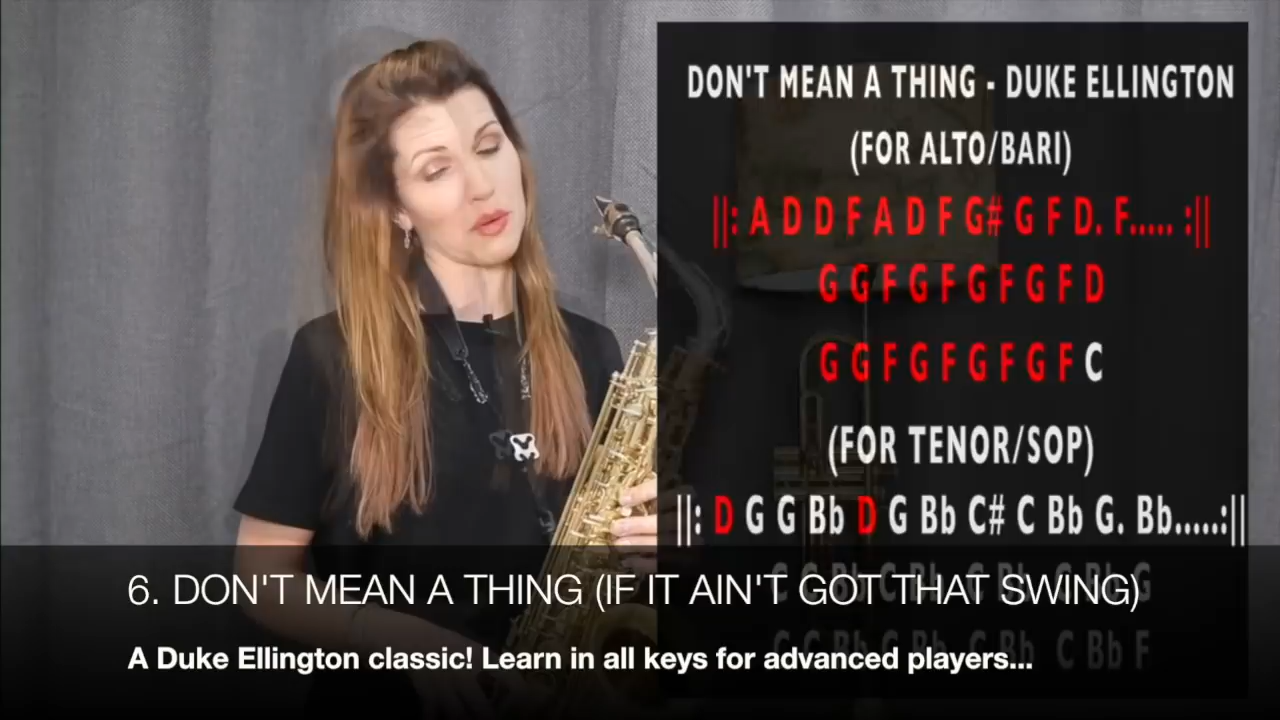 DON'T MEAN A THING - DUKE ELLINGTON
(FOR ALTO/BARI)
||: A D D F A D F G# G F D. F..... :||
G G F G F G F G F D
G G F G F G F G F C
(FOR TENOR/SOP)
||: D G G Bb D G Bb C# C Bb G. Bb.....:||
6. DON'T MEAN A THING (IF IT AIN'T GOT THAT SWING)
A Duke Ellington classic! Learn in all keys for advanced players...